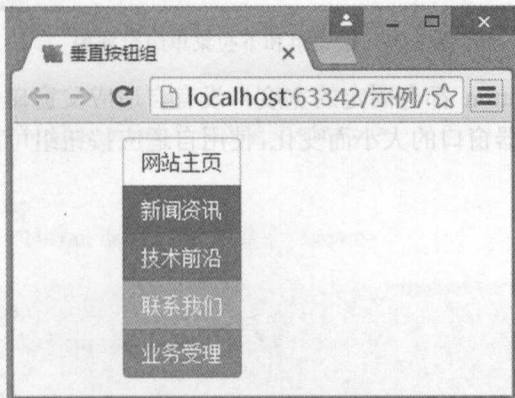 垂直按钮组
localhost:63342/示例/
网站主页
新闻资讯
技术前沿
联系我们
业务受理